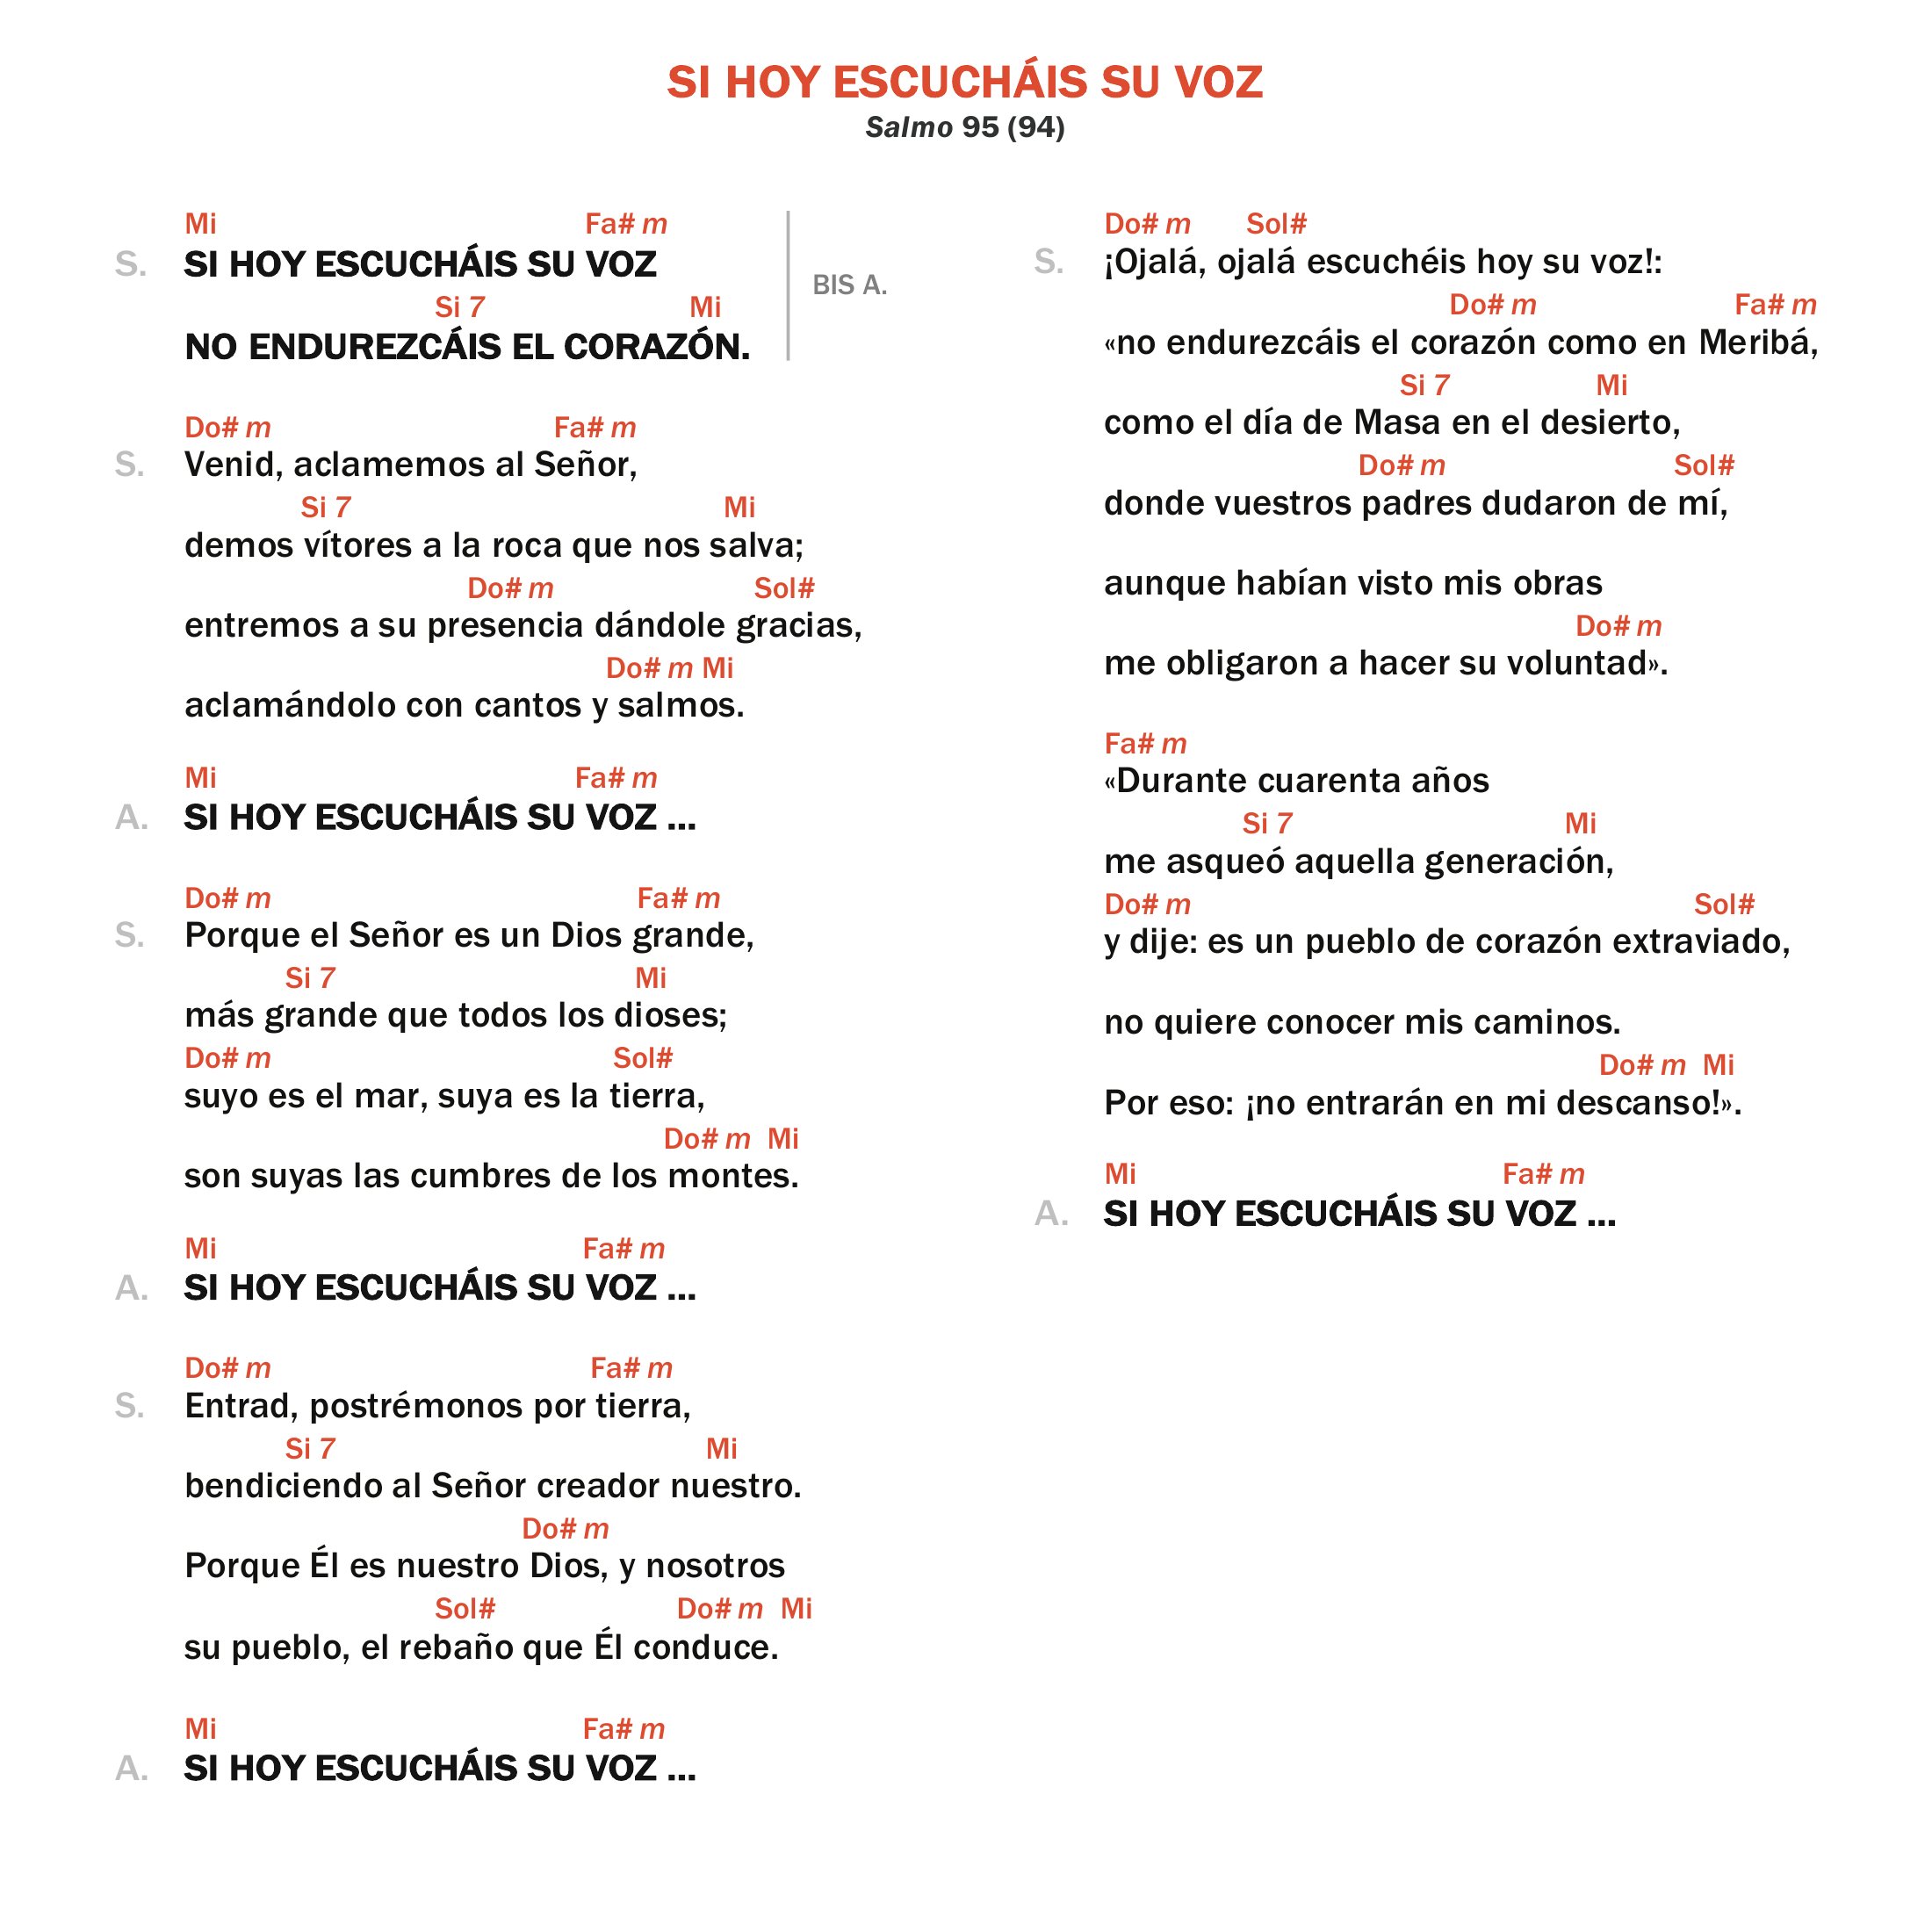 SI HOY ESCUCHÁIS SU VOZ
Salmo 95 (94)
Mi Fa# m
S. SI HOY ESCUCHÁIS SU VOZ
BIS A.
Si 7 Mi
NO ENDUREZCÁIS EL CORAZÓN.
Do# m Fa# m
S. Venid, aclamemos al Señor,
Si 7 Mi
demos vítores a la roca que nos salva;
Do# m Sol#
entremos a su presencia dándole gracias,
Do# m Mi
aclamándolo con cantos y salmos.
Mi Fa# m
A. SI HOY ESCUCHÁIS SU VOZ ...
Do# m Fa# m
S. Porque el Señor es un Dios grande,
Si 7 Mi
más grande que todos los dioses;
Do# m Sol#
suyo es el mar, suya es la tierra,
Do# m Mi
son suyas las cumbres de los montes.
Mi Fa# m
A. SI HOY ESCUCHÁIS SU VOZ ...
Do# m Fa# m
S. Entrad, postrémonos por tierra,
Si 7 Mi
bendiciendo al Señor creador nuestro.
Do# m
Porque Él es nuestro Dios, y nosotros
Sol# Do# m Mi
su pueblo, el rebaño que Él conduce.
Mi Fa# m
A. SI HOY ESCUCHÁIS SU VOZ ...
Do# m Sol#
S. ¡Ojalá, ojalá escuchéis hoy su voz!:
Do# m Fa# m
«no endurezcáis el corazón como en Meribá,
Si 7 Mi
como el día de Masa en el desierto,
Do# m Sol#
donde vuestros padres dudaron de mí,
aunque habían visto mis obras
Do# m
me obligaron a hacer su voluntad».
Fa# m
«Durante cuarenta años
Si 7 Mi
me asqueó aquella generación,
Do# m Sol#
y dije: es un pueblo de corazón extraviado,
no quiere conocer mis caminos.
Do# m Mi
Por eso: ¡no entrarán en mi descanso!».
Mi Fa# m
A. SI HOY ESCUCHÁIS SU VOZ ...